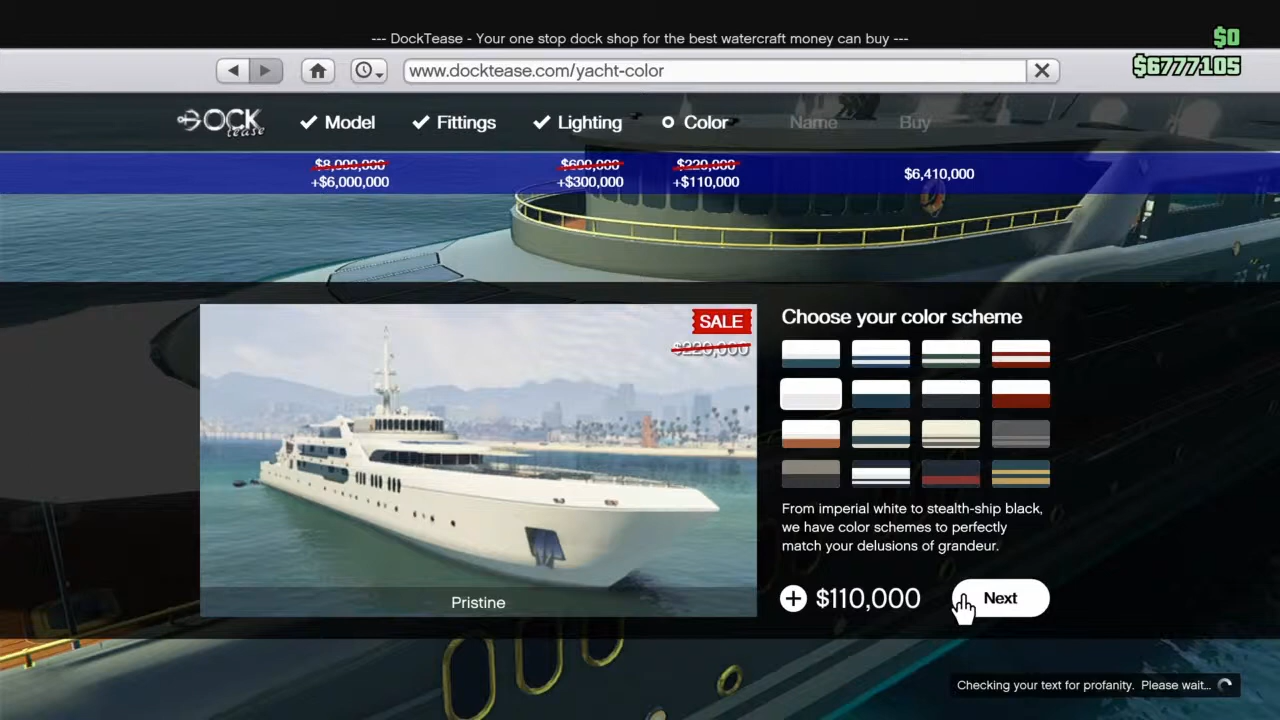 --- DockTease - Your one stop dock shop for the best watercraft money can buy ---
$0
$6777105
www.docktease.com/yacht-color
DOCK
tease
Model
Fittings
Lighting
Color
Name
Buy
$8,000,000
$600,000
$220,000
+$6,000,000
+$300,000
+$110,000
$6,410,000
SALE
$220,000
Choose your color scheme
From imperial white to stealth-ship black,
we have color schemes to perfectly
match your delusions of grandeur.
Pristine
$110,000
Next
Checking your text for profanity. Please wait...